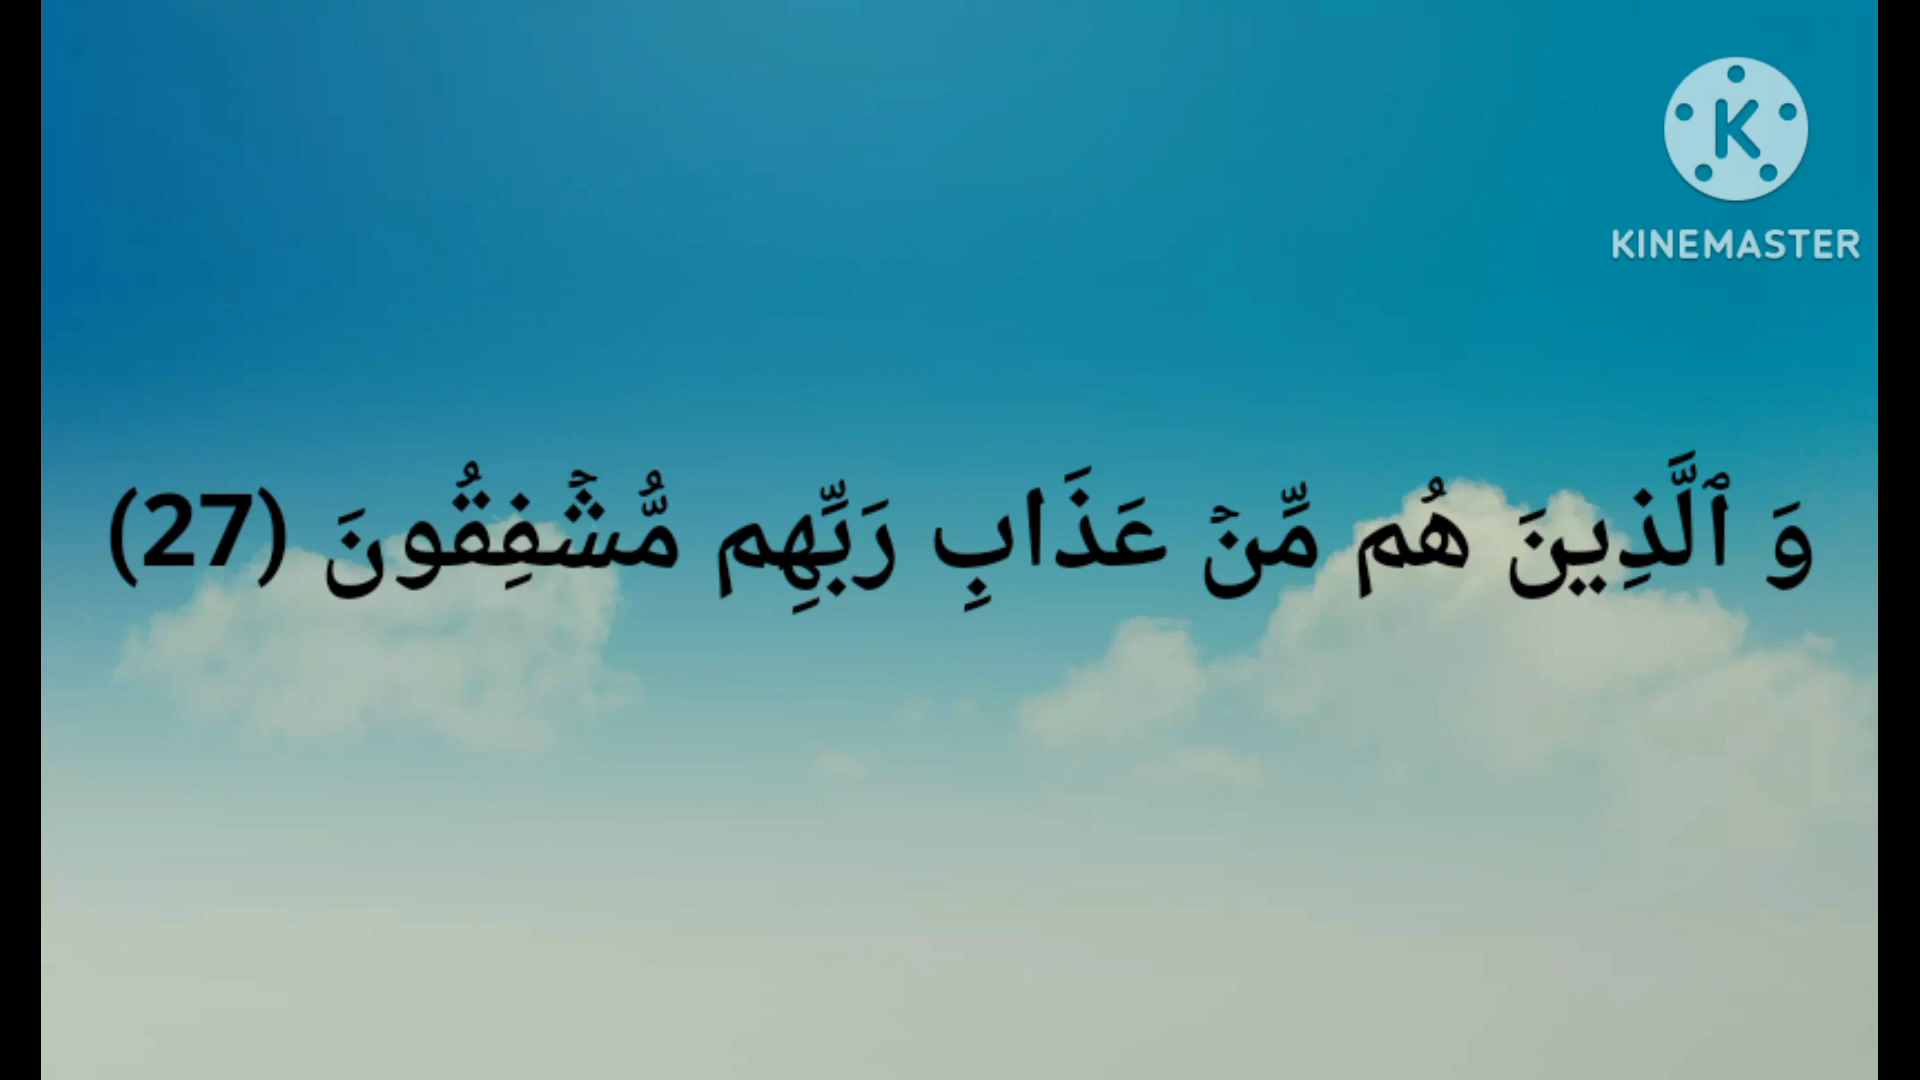 K
KINEMASTER
وَ ٱلَّذِينَ هُم مِّنۡ عَذَابِ رَبِّهِم مُّشۡفِقُونَ (27)